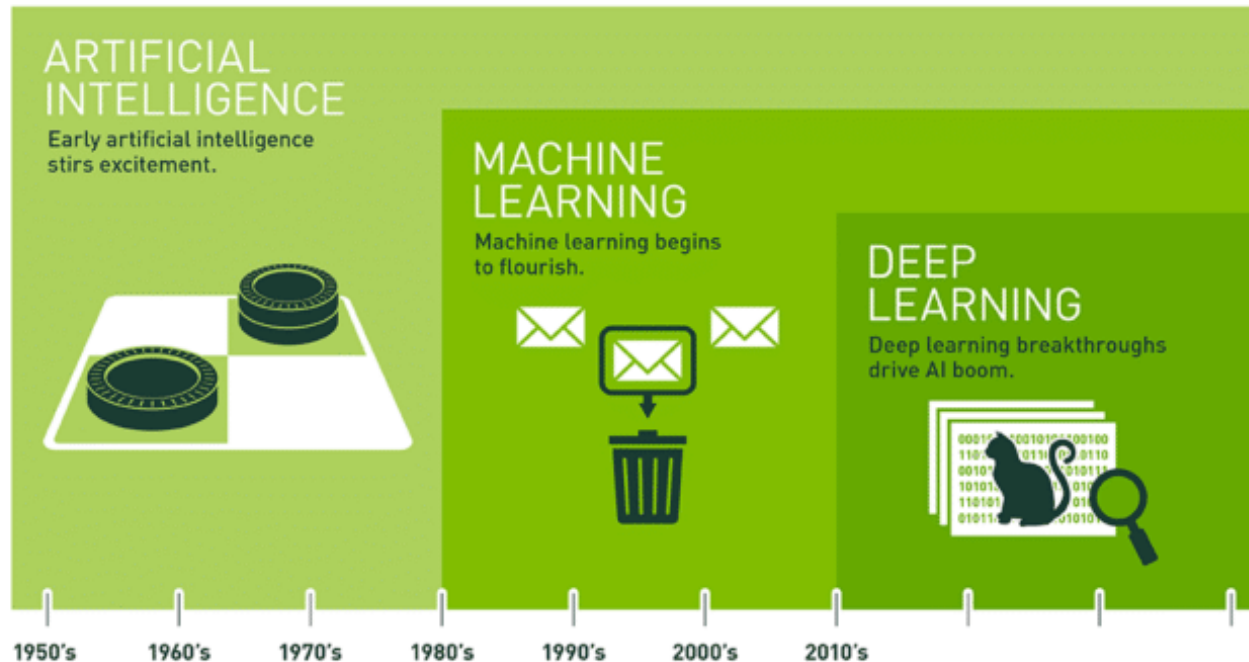 ARTIFICIAL
INTELLIGENCE
Early artificial intelligence
stirs excitement.
MACHINE
LEARNING
Machine learning begins
to flourish.
DEEP
LEARNING
Deep learning breakthroughs
drive AI boom.
1950's
1960's
1970's
1980's
1990's
2000's
2010's